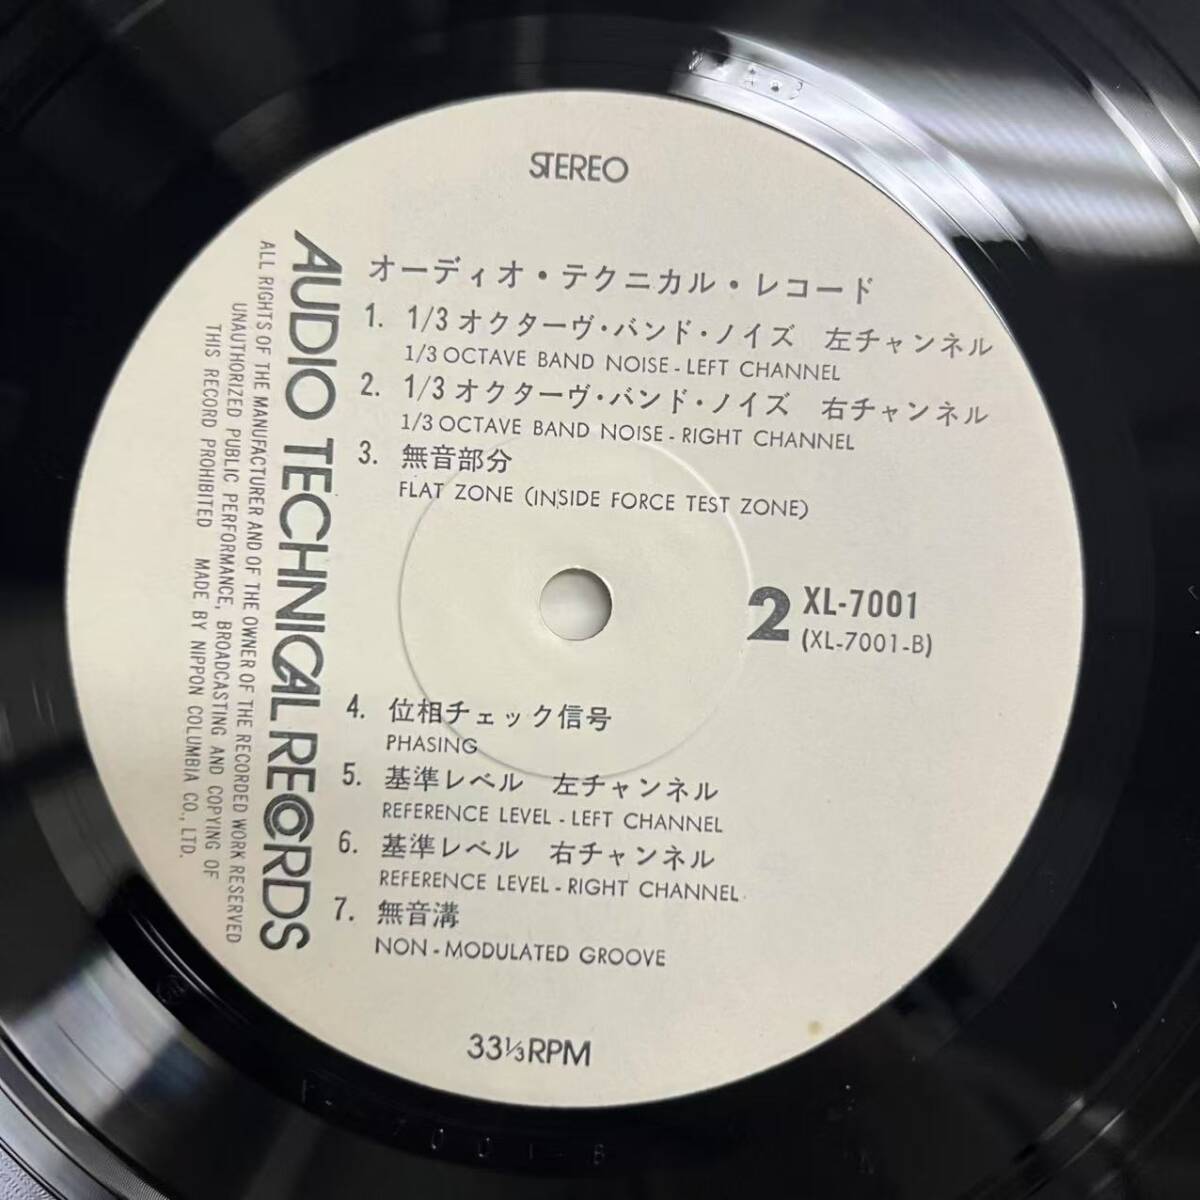 STEREO
オーディオ・テクニカル・レコード
1. 1/3 オクターヴ・バンド・ノイズ 左チャンネル
1/3 OCTAVE BAND NOISE - LEFT CHANNEL
2. 1/3 オクターヴ・バンド・ノイズ 右チャンネル
1/3 OCTAVE BAND NOISE - RIGHT CHANNEL
3. 無音部分
FLAT ZONE (INSIDE FORCE TEST ZONE)
2 XL-7001
(XL-7001-B)
4. 位相チェック信号
PHASING
5. 基準レベル 左チャンネル
REFERENCE LEVEL - LEFT CHANNEL
6. 基準レベル 右チャンネル
REFERENCE LEVEL - RIGHT CHANNEL
7. 無音溝
NON - MODULATED GROOVE
33⅓RPM
AUDIO TECHNICAL RECORDS
ALL RIGHTS OF THE MANUFACTURER AND OF THE OWNER OF THE RECORDED WORK RESERVED
UNAUTHORIZED PUBLIC PERFORMANCE, BROADCASTING AND COPYING OF
THIS RECORD PROHIBITED MADE BY NIPPON COLUMBIA CO., LTD.